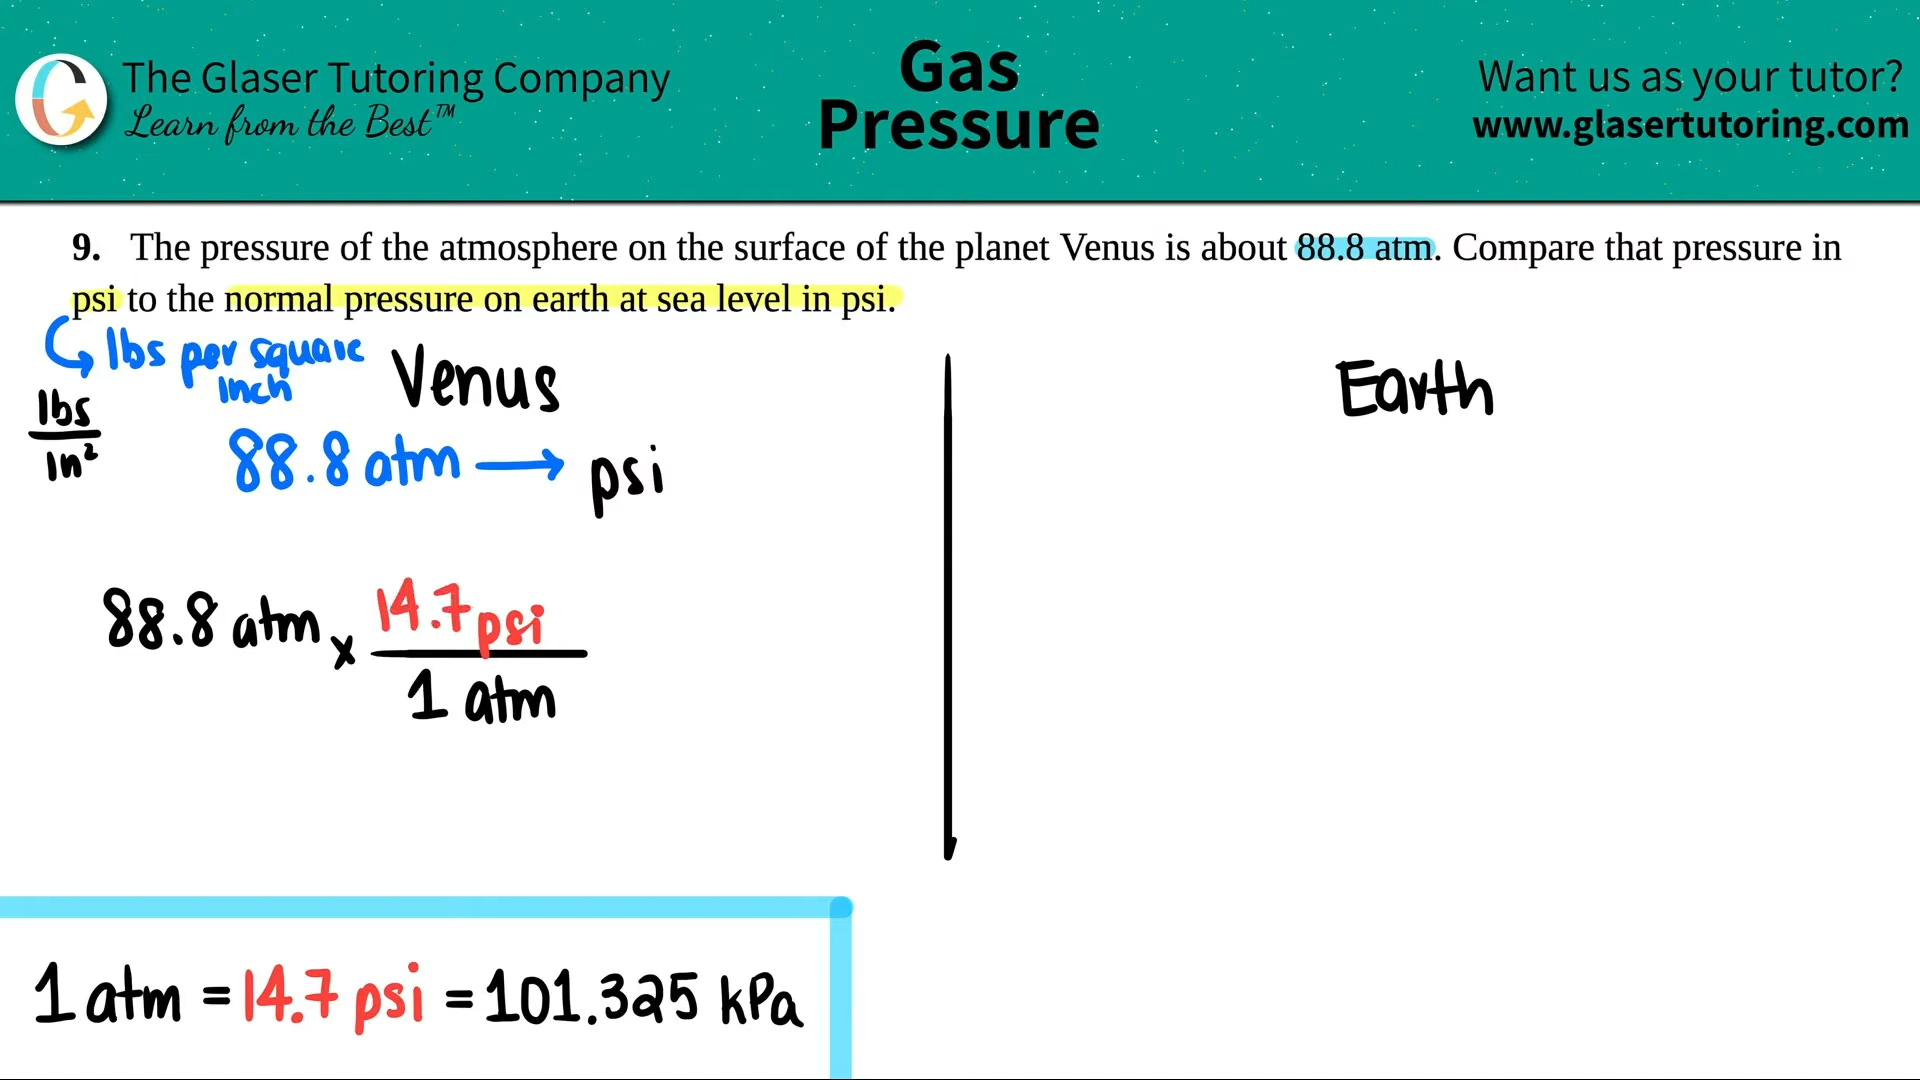 The Glaser Tutoring Company
Learn from the Best™
Gas
Pressure
Want us as your tutor?
www.glasertutoring.com
9. The pressure of the atmosphere on the surface of the planet Venus is about 88.8 atm. Compare that pressure in
psi to the normal pressure on earth at sea level in psi.
lbs per square
inch
lbs
in²
Venus
88.8 atm → psi
88.8 atm x 14.7 psi
1 atm
Earth
1 atm = 14.7 psi = 101.325 kPa